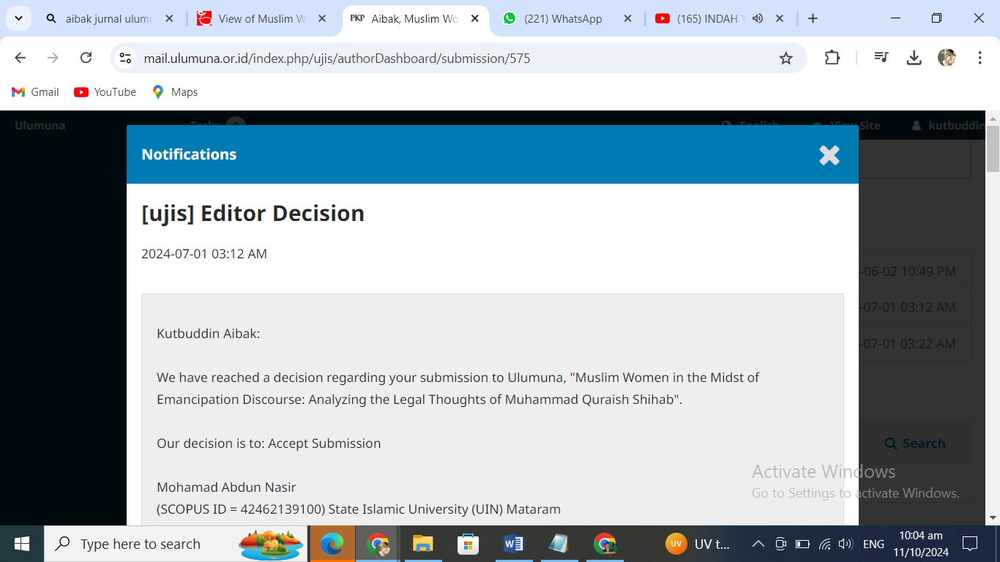 aibak jurnal ulumu
View of Muslim W
PKP Aibak, Muslim Wo
(221) WhatsApp
(165) INDAH Y
mail.ulumuna.or.id/index.php/ujis/authorDashboard/submission/575
Gmail YouTube Maps
Ulumuna Tasks English View Site kutbuddin
Notifications
[ujis] Editor Decision
2024-07-01 03:12 AM
-06-02 10:49 PM
-07-01 03:12 AM
-07-01 03:22 AM
Kutbuddin Aibak:
We have reached a decision regarding your submission to Ulumuna, "Muslim Women in the Midst of
Emancipation Discourse: Analyzing the Legal Thoughts of Muhammad Quraish Shihab".
Our decision is to: Accept Submission
Search
Mohamad Abdun Nasir
(SCOPUS ID = 42462139100) State Islamic University (UIN) Mataram
Activate Windows
Go to Settings to activate Windows.
Type here to search
UV UV t...
ENG
10:04 am
11/10/2024